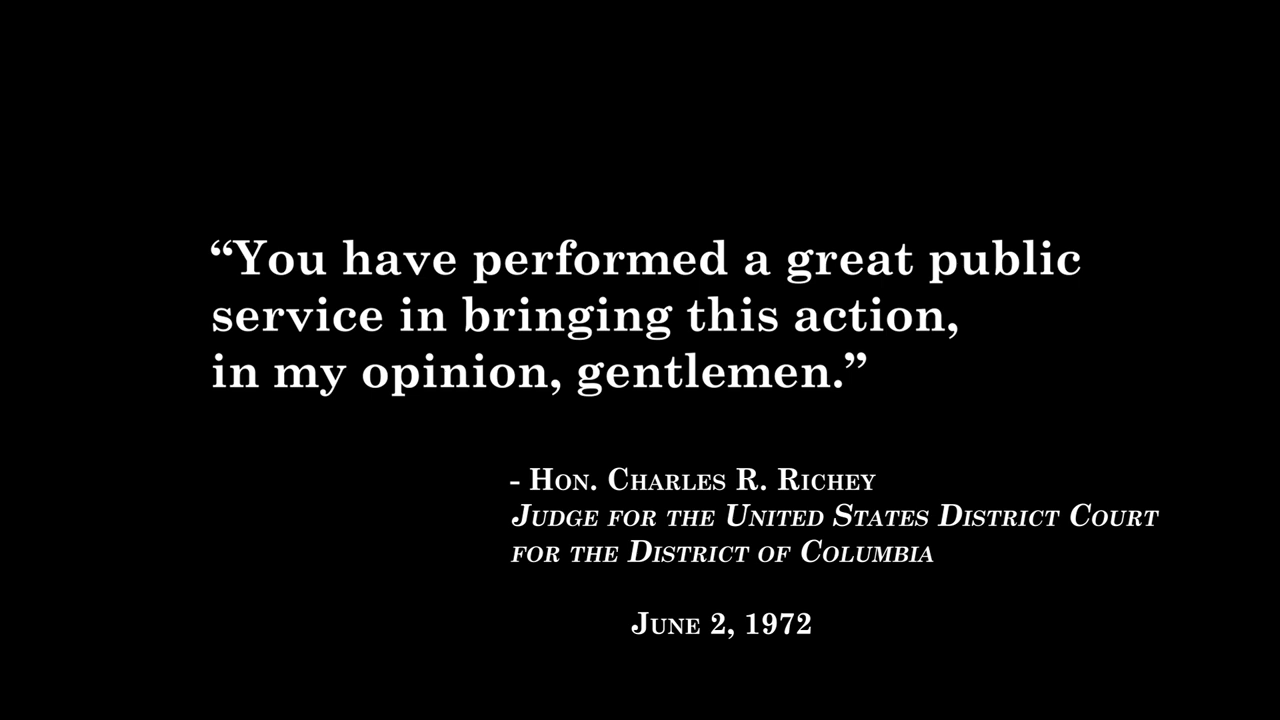 “You have performed a great public
service in bringing this action,
in my opinion, gentlemen.”
- Hon. Charles R. Richey
Judge for the United States District Court
for the District of Columbia
June 2, 1972